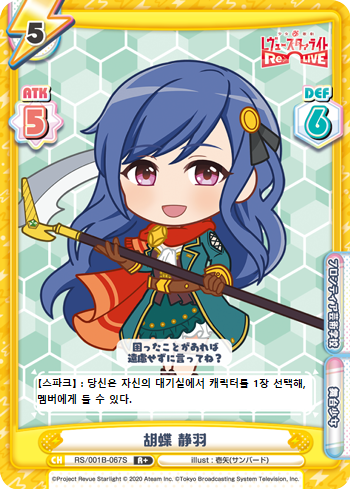 5
レヴュースタァライト
Re LIVE
ATK
5
DEF
6
フロンティア芸術学校
舞台少女
困ったことがあれば
遠慮せずに言ってね？
[스파크] : 당신은 자신의 대기실에서 캐릭터를 1장 선택해,
멤버에게 둘 수 있다.
胡蝶 静羽
CH RS/001B-067S R+ illust : 壱矢(サンバード)
©Project Revue Starlight © 2020 Ateam Inc. ©Tokyo Broadcasting System Television, Inc.